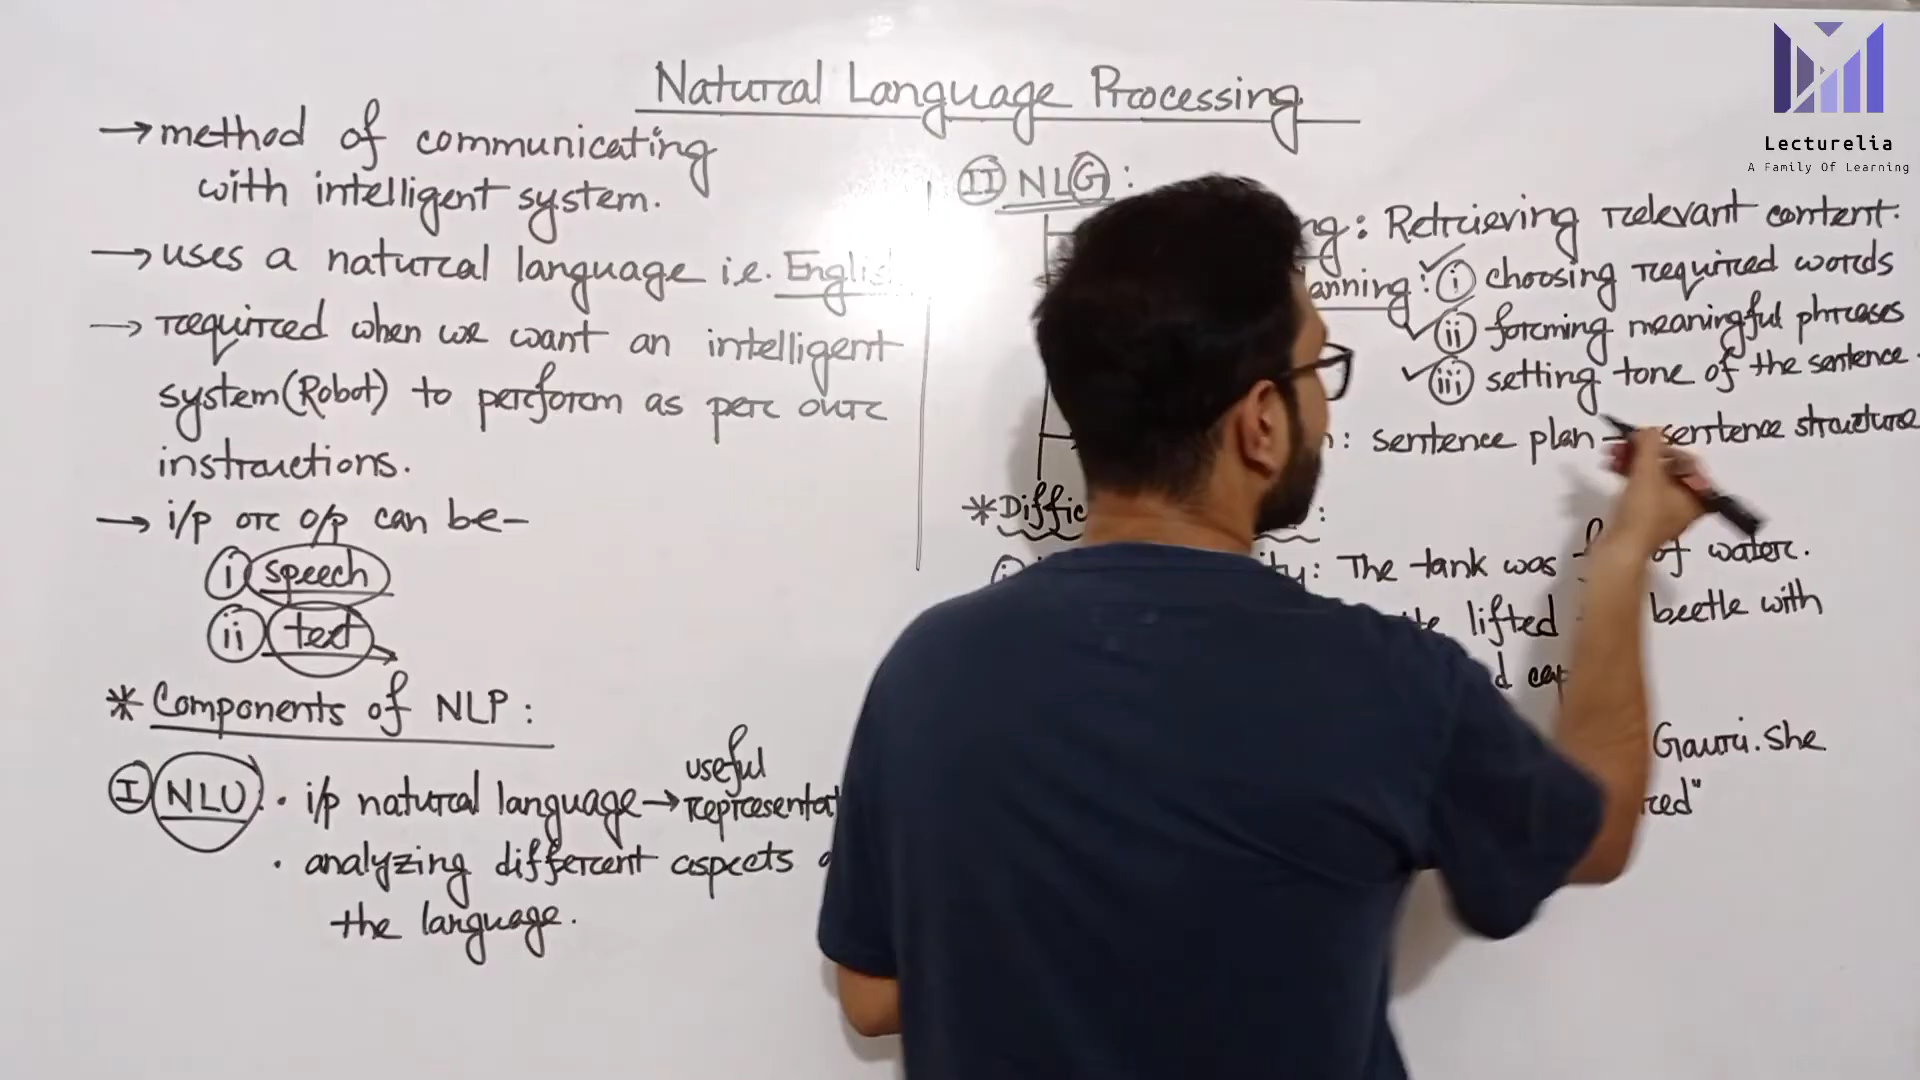 Natural Language Processing
→ method of communicating
with intelligent system.
→ uses a natural language i.e.
→ required when we want an intelligent
system(Robot) to perform as per our
instructions.
→ i/p or o/p can be-
i speech
ii text
* Components of NLP:
I NLU: • i/p natural language → useful
• analyzing different aspects
the language.
II NLG:
: Retrieving relevant content.
: i choosing required words
ii forming meaningful phrases
iii setting tone of the sentence.
: sentence plan → sentence structure
*
: The tank was of water.
lifted beetle with
Gauri. She
Lecturelia
A Family Of Learning